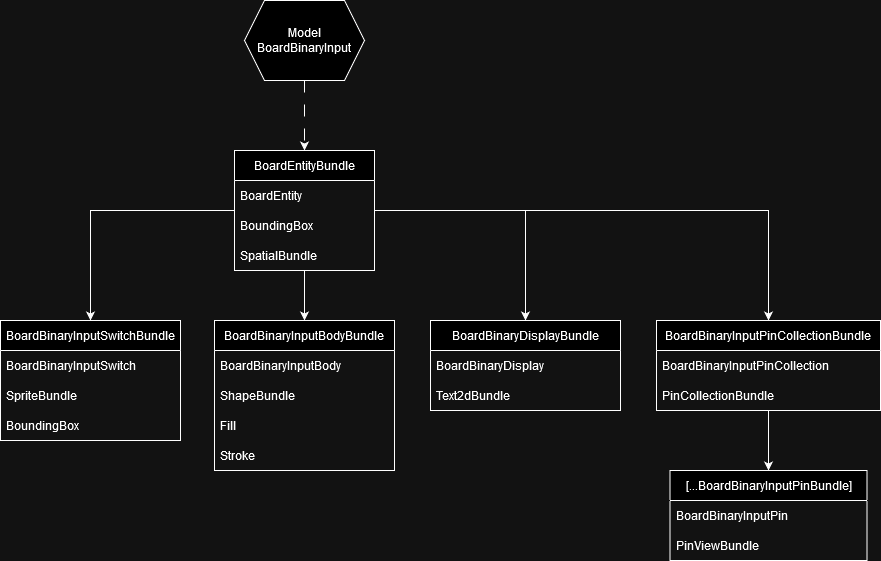 Model
BoardBinaryInput
BoardEntityBundle
BoardEntity
BoundingBox
SpatialBundle
BoardBinaryInputSwitchBundle
BoardBinaryInputSwitch
SpriteBundle
BoundingBox
BoardBinaryInputBodyBundle
BoardBinaryInputBody
ShapeBundle
Fill
Stroke
BoardBinaryDisplayBundle
BoardBinaryDisplay
Text2dBundle
BoardBinaryInputPinCollectionBundle
BoardBinaryInputPinCollection
PinCollectionBundle
[...BoardBinaryInputPinBundle]
BoardBinaryInputPin
PinViewBundle